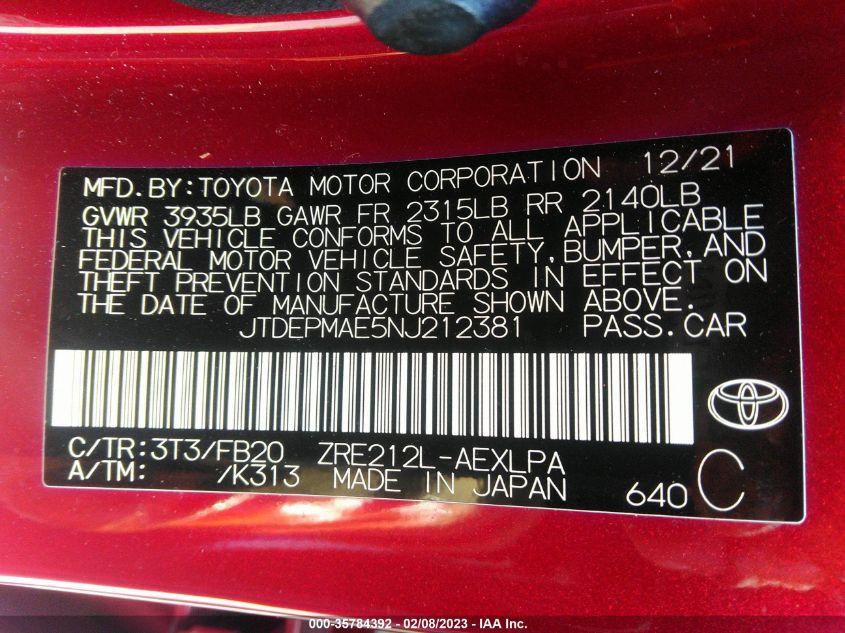 MFD.BY:TOYOTA MOTOR CORPORATION 12/21
GVWR 3935LB GAWR FR 2315LB RR 2140LB
THIS VEHICLE CONFORMS TO ALL APPLICABLE
FEDERAL MOTOR VEHICLE SAFETY, BUMPER, AND
THEFT PREVENTION STANDARDS IN EFFECT ON
THE DATE OF MANUFACTURE SHOWN ABOVE.
JTDEPMAE5NJ212381 PASS.CAR
C/TR:3T3/FB20 ZRE212L-AEXLPA
A/TM: /K313 MADE IN JAPAN 640 C
000-35784392 - 02/08/2023 - IAA Inc.